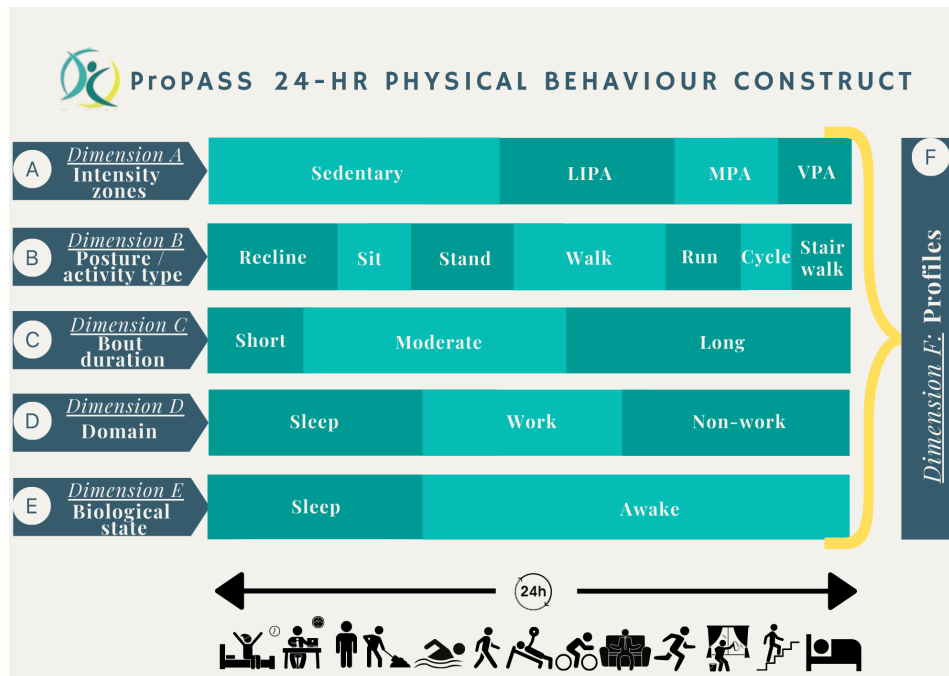 ProPASS 24-HR PHYSICAL BEHAVIOUR CONSTRUCT
A
Dimension A
Intensity
zones
Sedentary
LIPA
MPA
VPA
B
Dimension B
Posture /
activity type
Recline
Sit
Stand
Walk
Run
Cycle
Stair
walk
C
Dimension C
Bout
duration
Short
Moderate
Long
D
Dimension D
Domain
Sleep
Work
Non-work
E
Dimension E
Biological
state
Sleep
Awake
F
Dimension F: Profiles
24h